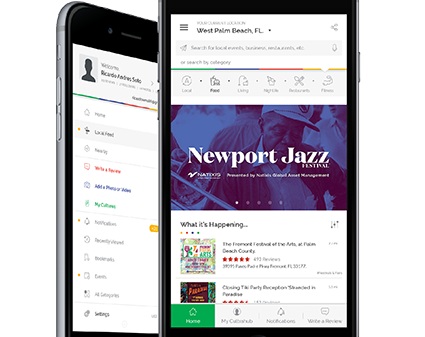 Welcome,
Ricardo Andres Soto
Home
Local Feed
Nearby
Write a Review
Add a Photo or Video
My Cultures
Notifications
Recently Viewed
Bookmarks
Events
All Categories
Settings
YOUR CURRENT LOCATION
West Palm Beach, FL.
Search for local events, business, restaurants, etc
or search by category
Local
Food
Living
Nightlife
Restaurants
Fitness
Newport Jazz
FESTIVAL
NATIXIS
Presented by Natixis Global Asset Management
What it's Happening...
The Fremont Festival of the Arts, at Palm
Beach County.
Reviews
Fremont FL
Closing Tiki Party Reception 'Stranded in
Paradise
Reviews
Home
Notifications
Write a Review